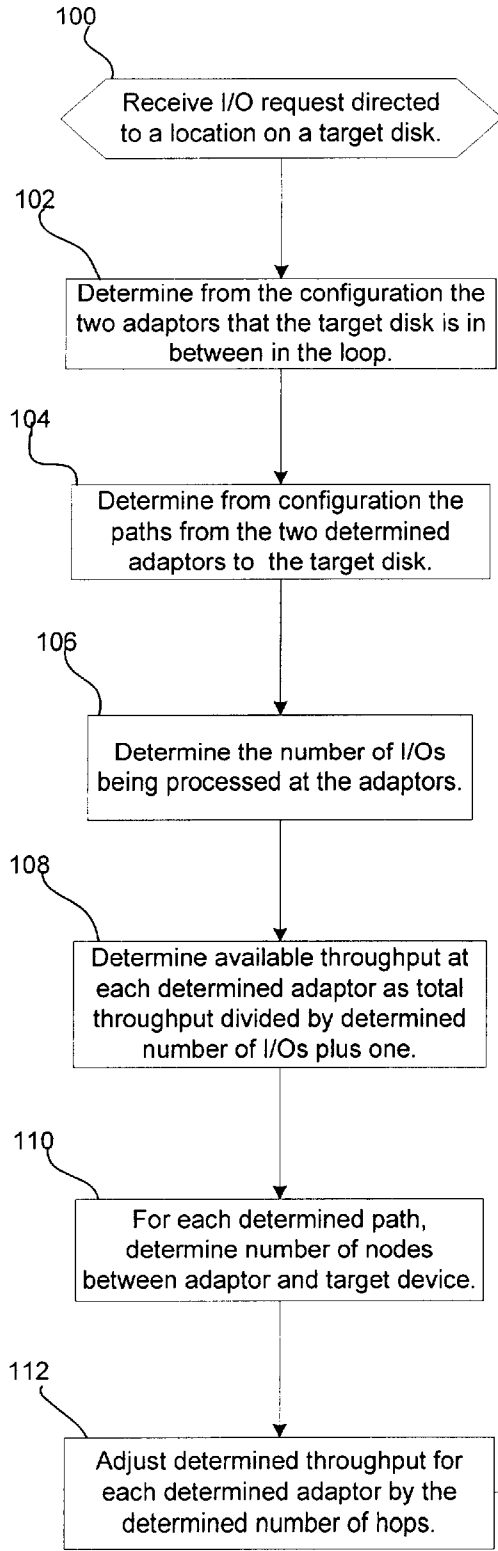 100
Receive I/O request directed
to a location on a target disk.
102
Determine from the configuration the
two adaptors that the target disk is in
between in the loop.
104
Determine from configuration the
paths from the two determined
adaptors to the target disk.
106
Determine the number of I/Os
being processed at the adaptors.
108
Determine available throughput at
each determined adaptor as total
throughput divided by determined
number of I/Os plus one.
110
For each determined path,
determine number of nodes
between adaptor and target device.
112
Adjust determined throughput for
each determined adaptor by the
determined number of hops.